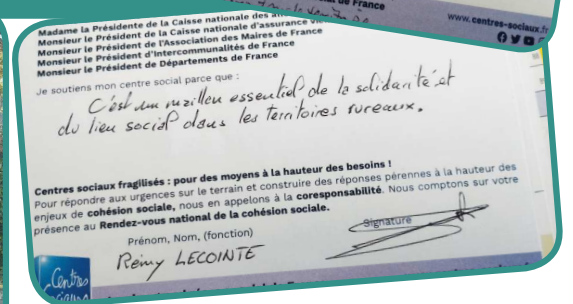 de France
www.centres-sociaux.fr
Madame la Présidente de la Caisse nationale des
Monsieur le Président de la Caisse nationale d'assurance
Monsieur le Président de l'Association des Maires de France
Monsieur le Président d'Intercommunalités de France
Monsieur le Président de Départements de France
Je soutiens mon centre social parce que :
C'est un maillon essentiel de la solidarité et
du lien social dans les territoires rureaux.
Centres sociaux fragilisés : pour des moyens à la hauteur des besoins !
Pour répondre aux urgences sur le terrain et construire des réponses pérennes à la hauteur des
enjeux de cohésion sociale, nous en appelons à la coresponsabilité. Nous comptons sur votre
présence au Rendez-vous national de la cohésion sociale.
Prénom, Nom, (fonction)
Signature
Rémy LECOINTE
Centres